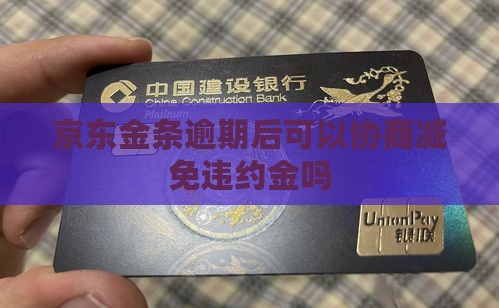 中国建设银行
China Construction Bank
京东金条逾期后可以协商减
免违约金吗
UnionPay
银联